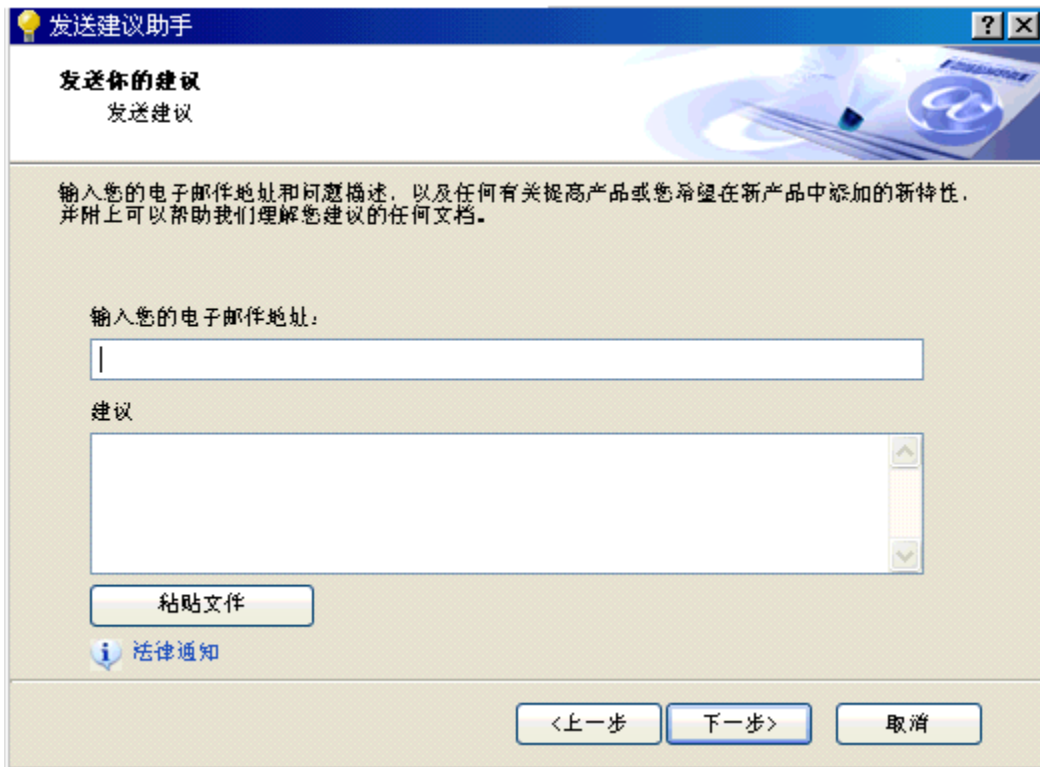 发送建议助手
发送你的建议
发送建议
输入您的电子邮件地址和问题描述，以及任何有关提高产品或您希望在新产品中添加的新特性，
并附上可以帮助我们理解您建议的任何文档。
输入您的电子邮件地址：
建议
粘贴文件
法律通知
<上一步 下一步> 取消